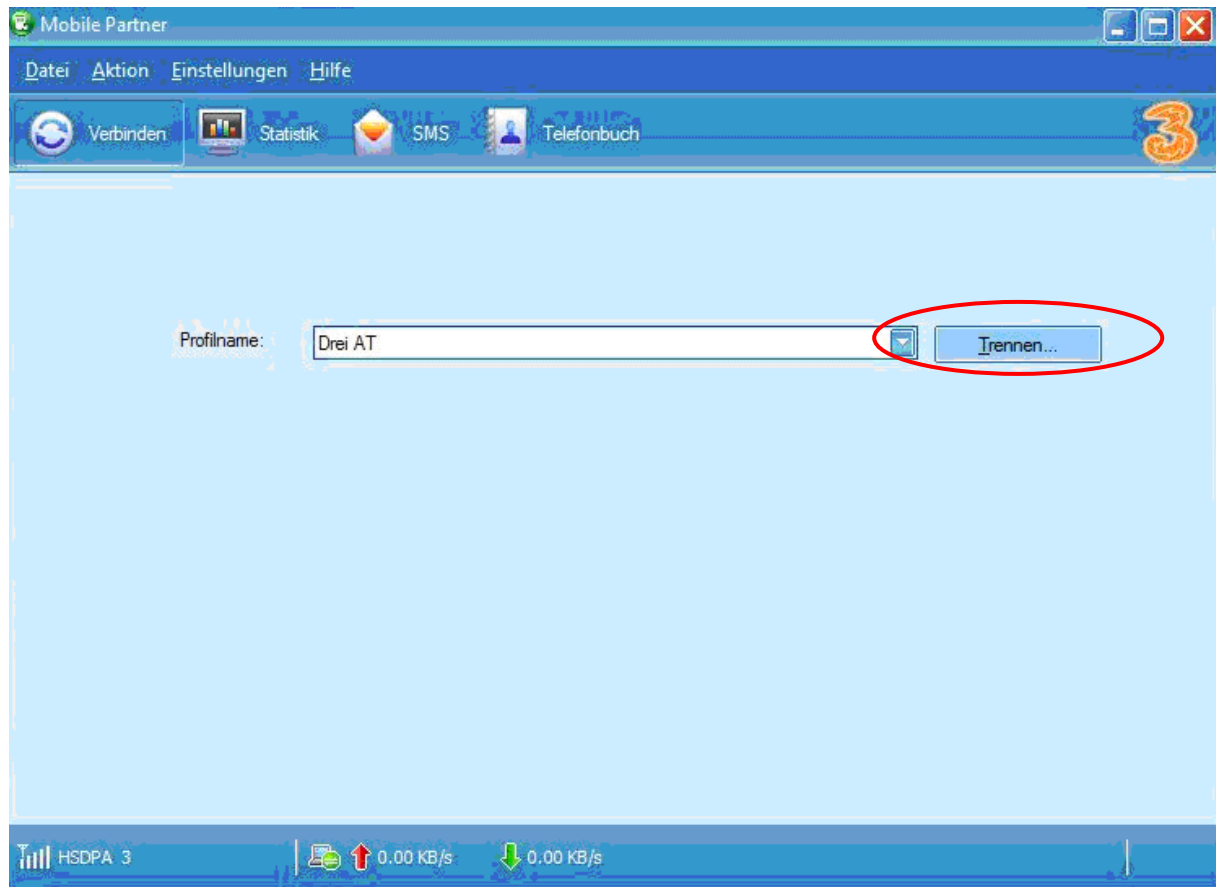 Mobile Partner
Datei Aktion Einstellungen Hilfe
Verbinden Statistik SMS Telefonbuch 3
Profilname: Drei AT Trennen...
HSDPA 3 0.00 KB/s 0.00 KB/s